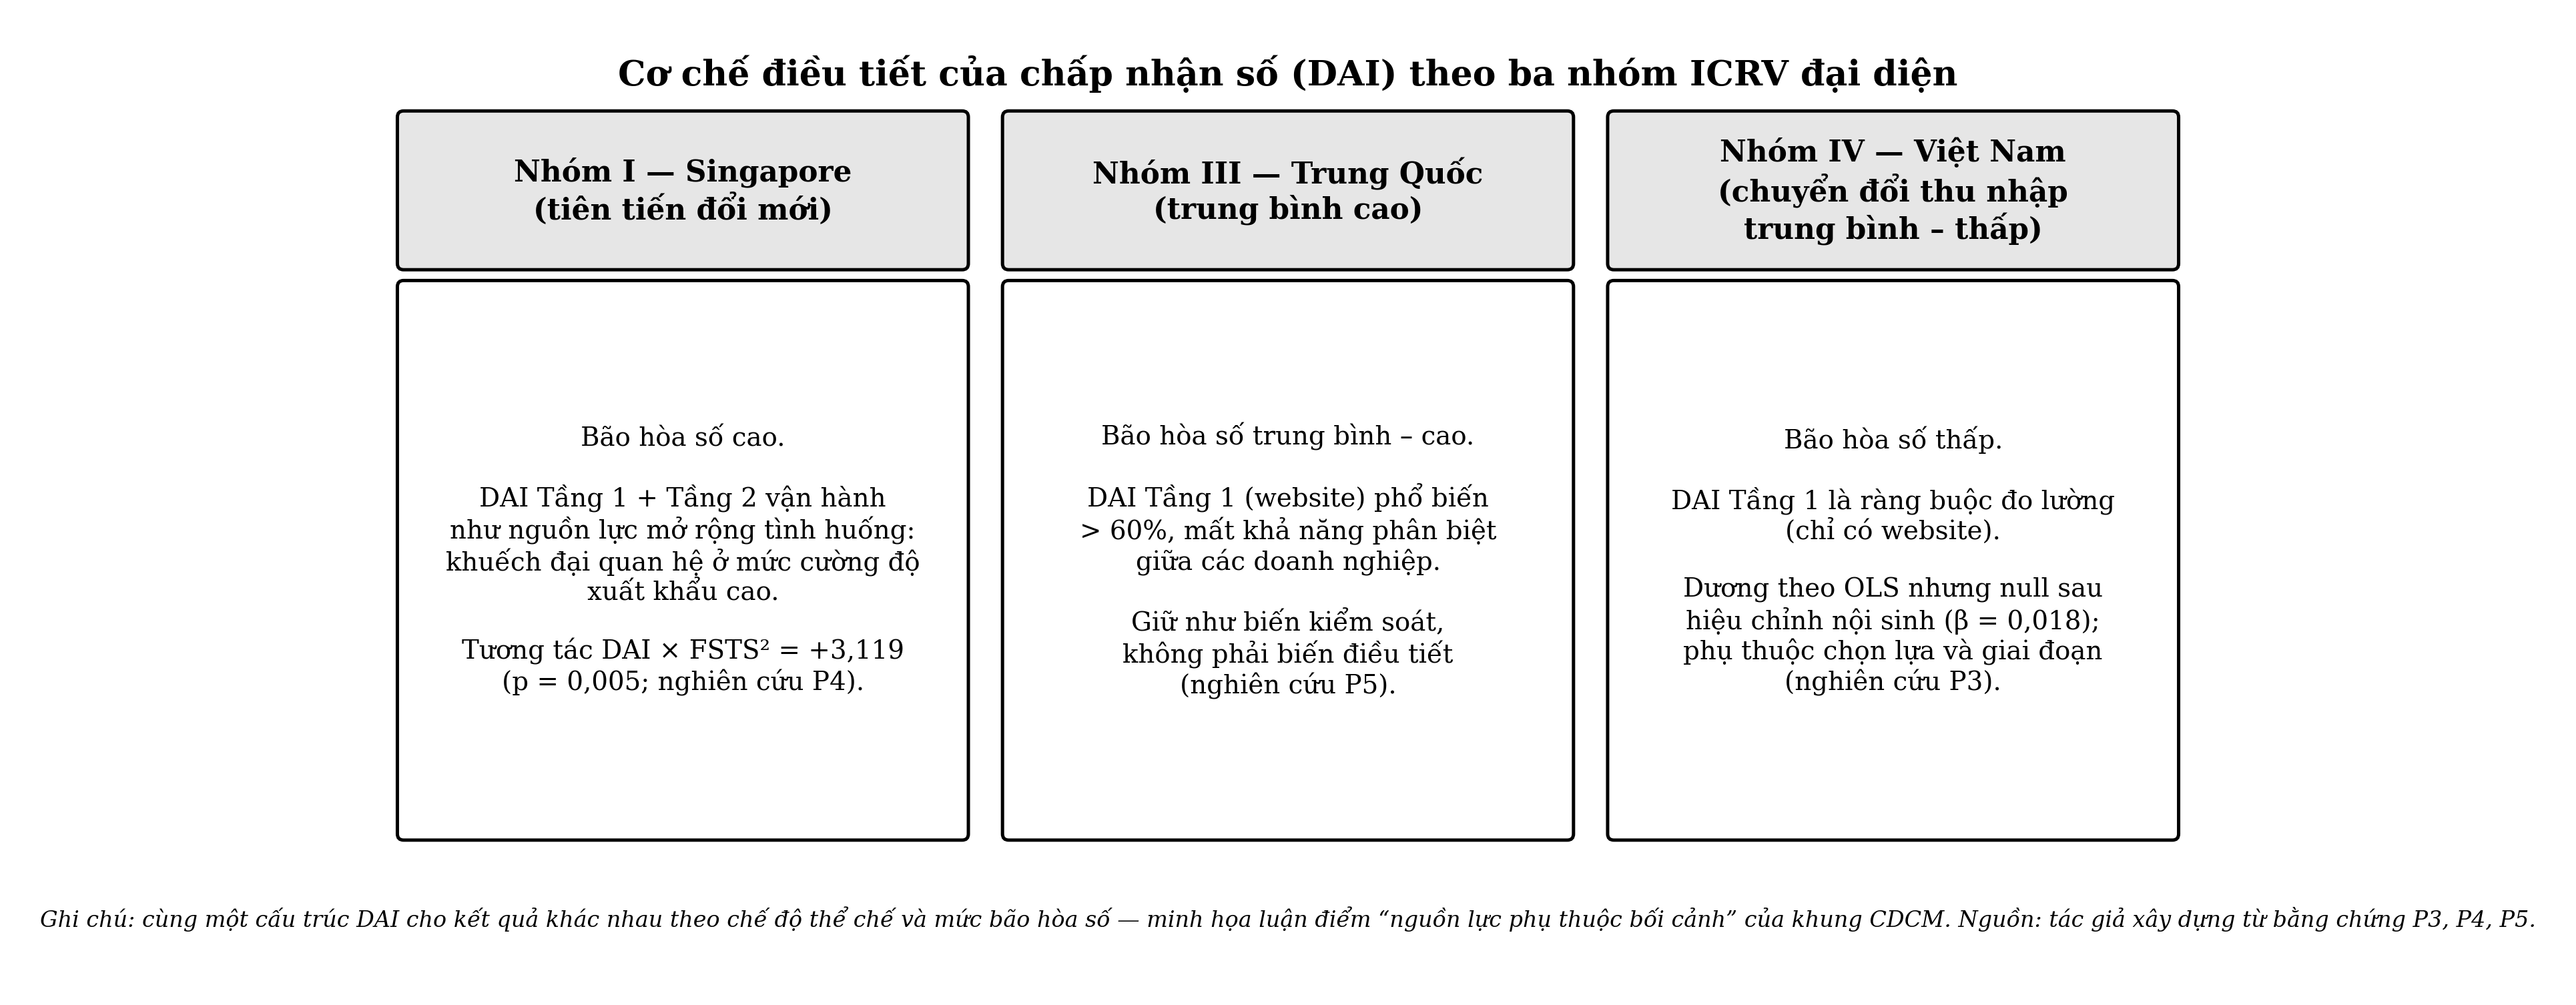 Cơ chế điều tiết của chấp nhận số (DAI) theo ba nhóm ICRV đại diện
Nhóm I — Singapore
(tiên tiến đổi mới)
Bão hòa số cao.
DAI Tầng 1 + Tầng 2 vận hành
như nguồn lực mở rộng tình huống:
khuếch đại quan hệ ở mức cường độ
xuất khẩu cao.
Tương tác DAI × FSTS² = +3,119
(p = 0,005; nghiên cứu P4).
Nhóm III — Trung Quốc
(trung bình cao)
Bão hòa số trung bình – cao.
DAI Tầng 1 (website) phổ biến
> 60%, mất khả năng phân biệt
giữa các doanh nghiệp.
Giữ như biến kiểm soát,
không phải biến điều tiết
(nghiên cứu P5).
Nhóm IV — Việt Nam
(chuyển đổi thu nhập
trung bình – thấp)
Bão hòa số thấp.
DAI Tầng 1 là ràng buộc đo lường
(chỉ có website).
Dương theo OLS nhưng null sau
hiệu chỉnh nội sinh (β = 0,018);
phụ thuộc chọn lựa và giai đoạn
(nghiên cứu P3).
Ghi chú: cùng một cấu trúc DAI cho kết quả khác nhau theo chế độ thể chế và mức bão hòa số — minh họa luận điểm “nguồn lực phụ thuộc bối cảnh” của khung CDCM. Nguồn: tác giả xây dựng từ bằng chứng P3, P4, P5.